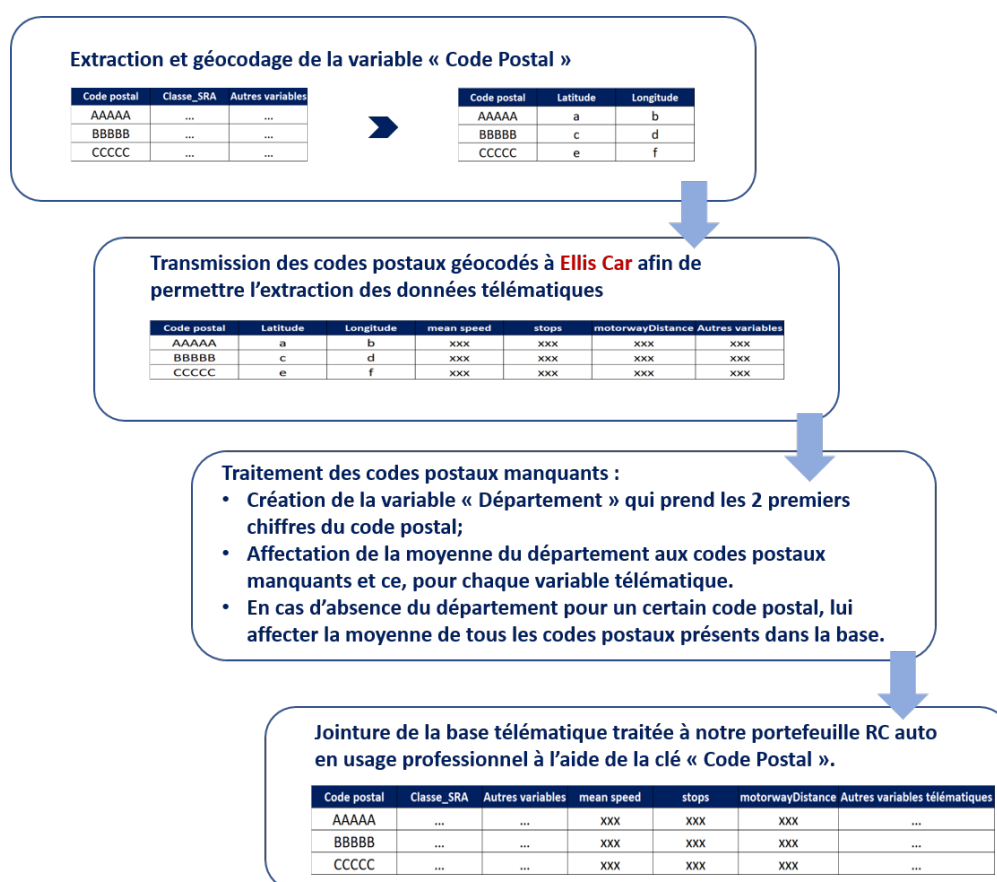 Extraction et géocodage de la variable « Code Postal »
Code postal Classe_SRA Autres variables
AAAAA ... ...
BBBBB ... ...
CCCCC ... ...
Code postal Latitude Longitude
AAAAA a b
BBBBB c d
CCCCC e f
Transmission des codes postaux géocodés à Ellis Car afin de
permettre l'extraction des données télématiques
Code postal Latitude Longitude mean speed stops motorwayDistance Autres variables
AAAAA a b xxx xxx xxx xxx
BBBBB c d xxx xxx xxx xxx
CCCCC e f xxx xxx xxx xxx
Traitement des codes postaux manquants :
• Création de la variable « Département » qui prend les 2 premiers
chiffres du code postal;
• Affectation de la moyenne du département aux codes postaux
manquants et ce, pour chaque variable télématique.
• En cas d'absence du département pour un certain code postal, lui
affecter la moyenne de tous les codes postaux présents dans la base.
Jointure de la base télématique traitée à notre portefeuille RC auto
en usage professionnel à l'aide de la clé « Code Postal ».
Code postal Classe_SRA Autres variables mean speed stops motorwayDistance Autres variables télématiques
AAAAA ... ... xxx xxx xxx ...
BBBBB ... ... xxx xxx xxx ...
CCCCC ... ... xxx xxx xxx ...